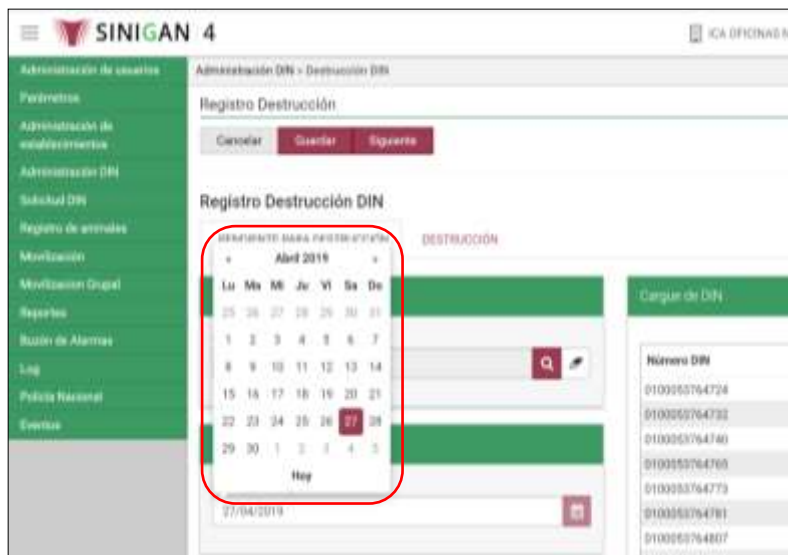 SINIGAN 4
ICA OFICINAS N
Administración de usuarios
Parámetros
Administración de establecimientos
Administración DIN
Solicitud DIN
Registro de animales
Movilización
Movilizacion Grupal
Reportes
Buzón de Alarmas
Log
Policía Nacional
Eventos
Administración DIN > Destrucción DIN
Registro Destrucción
Cancelar Guardar Siguiente
Registro Destrucción DIN
DESTRUCCIÓN
« Abril 2019 »
Lu Ma Mi Ju Vi Sa Do
25 26 27 28 29 30 31
1 2 3 4 5 6 7
8 9 10 11 12 13 14
15 16 17 18 19 20 21
22 23 24 25 26 27 28
29 30 1 2 3 4 5
Hoy
27/04/2019
Cargue de DIN
Número DIN
0100053764724
0100053764732
0100053764740
0100053764765
0100053764773
0100053764781
0100053764807